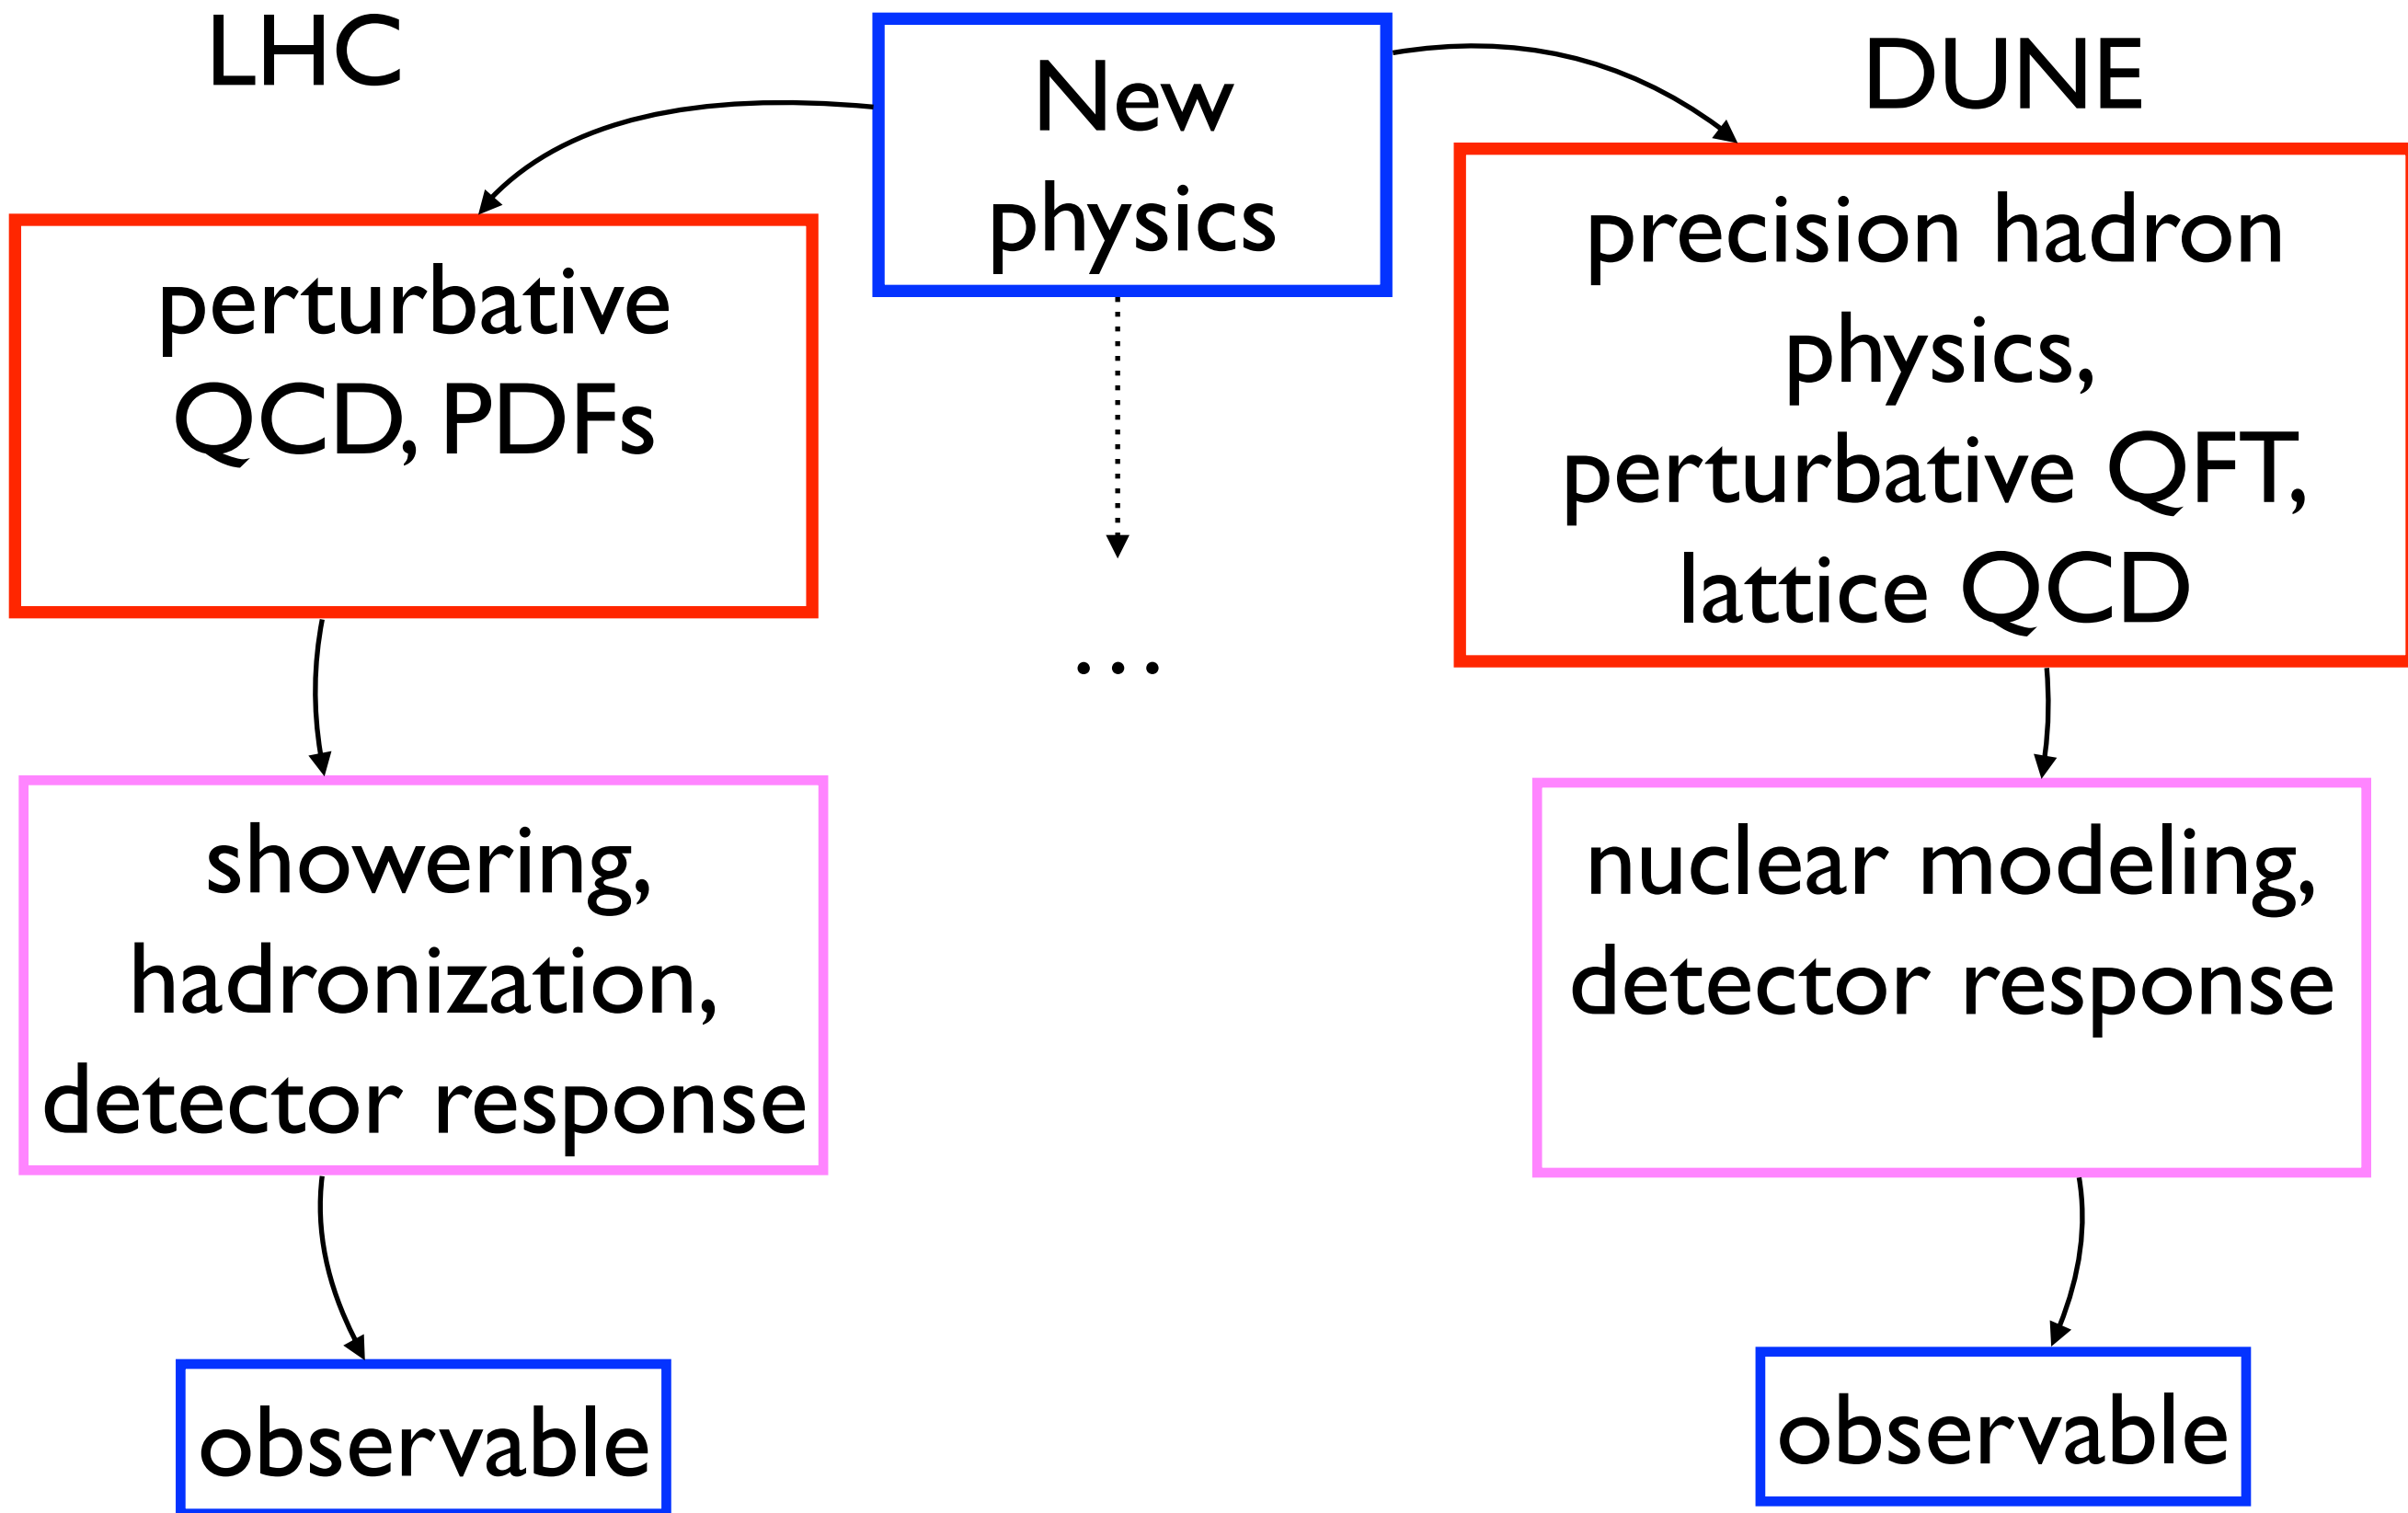 LHC
New
physics
DUNE
perturbative
QCD, PDFs
precision hadron
physics,
perturbative QFT,
lattice QCD
...
showering,
hadronization,
detector response
nuclear modeling,
detector response
observable
observable